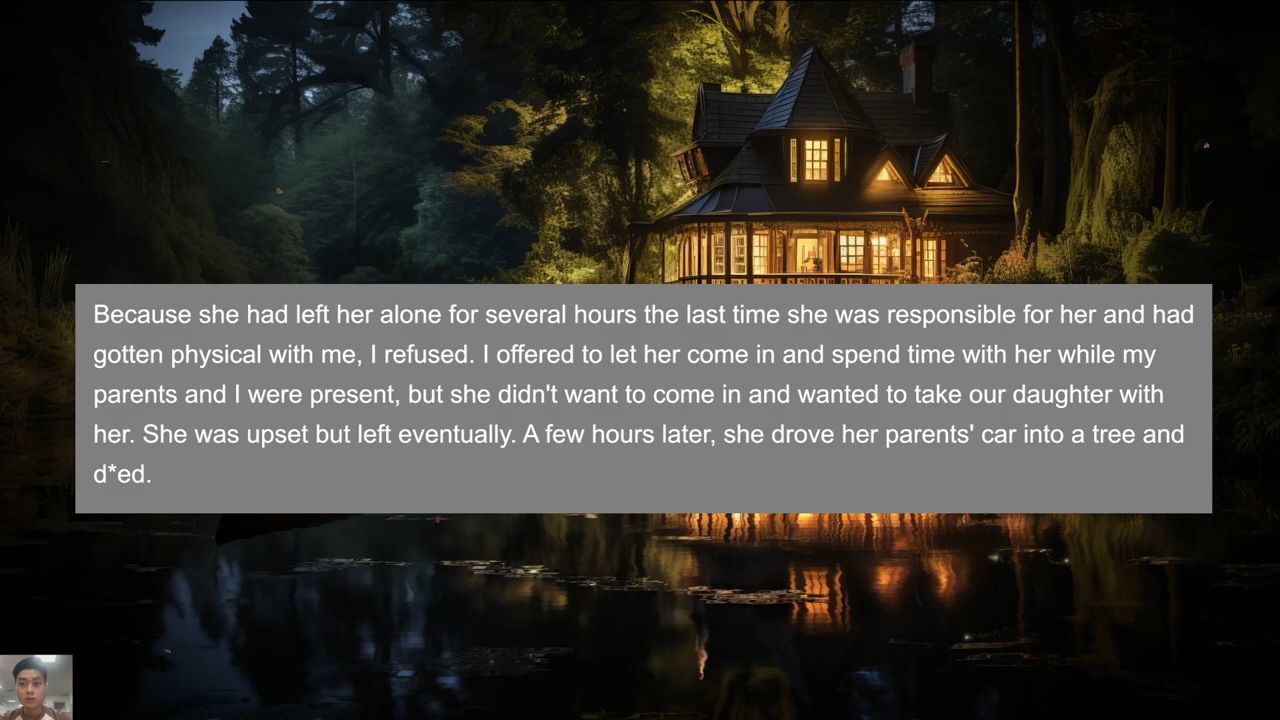 Because she had left her alone for several hours the last time she was responsible for her and had
gotten physical with me, I refused. I offered to let her come in and spend time with her while my
parents and I were present, but she didn't want to come in and wanted to take our daughter with
her. She was upset but left eventually. A few hours later, she drove her parents' car into a tree and
d*ed.